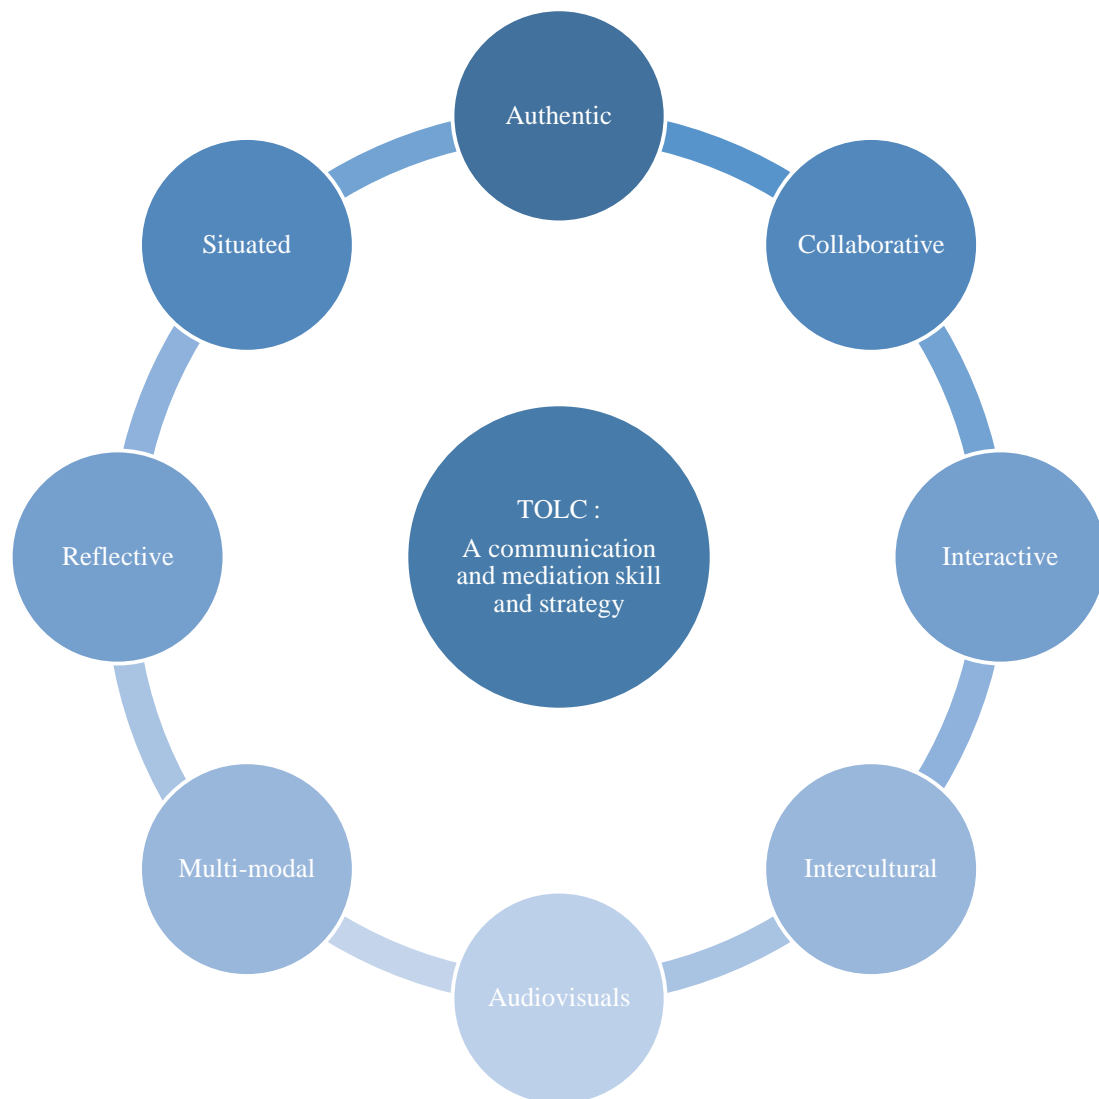 Authentic
Situated
Collaborative
TOLC :
A communication
and mediation skill
and strategy
Reflective
Interactive
Multi-modal
Intercultural
Audiovisuals